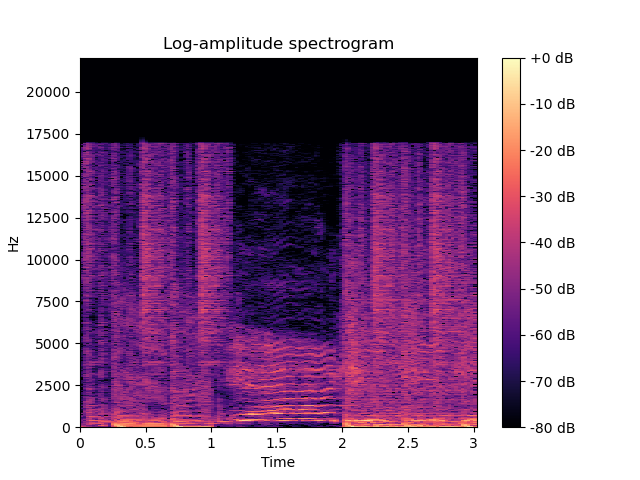 Log-amplitude spectrogram
20000
17500
15000
12500
10000
7500
5000
2500
0
Hz
0
0.5
1
1.5
2
2.5
3
Time
+0 dB
-10 dB
-20 dB
-30 dB
-40 dB
-50 dB
-60 dB
-70 dB
-80 dB